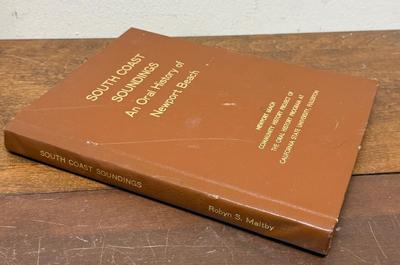 SOUTH COAST
SOUNDINGS
An Oral History of
Newport Beach
NEWPORT BEACH
COMMUNITY HISTORY PROJECT OF
THE ORAL HISTORY PROGRAM AT
CALIFORNIA STATE UNIVERSITY, FULLERTON
SOUTH COAST SOUNDINGS
Robyn S. Maltby